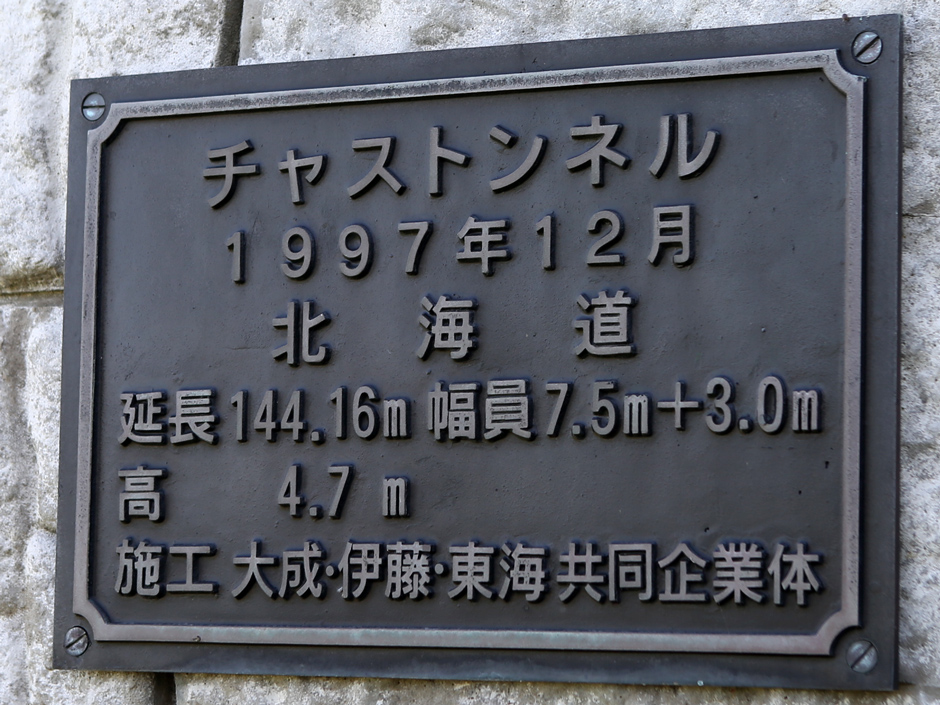 チャストンネル
1997年12月
北海道
延長144.16m 幅員7.5m+3.0m
高 4.7m
施工 大成・伊藤・東海共同企業体